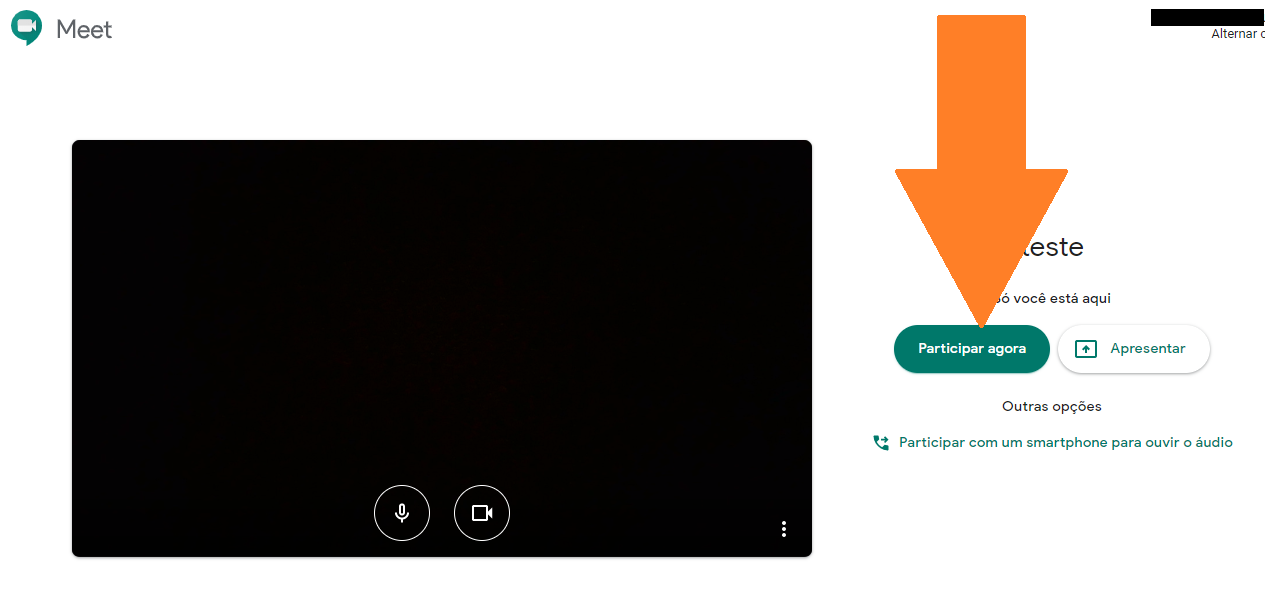 Meet
Alternar
teste
só você está aqui
Participar agora
Apresentar
Outras opções
Participar com um smartphone para ouvir o áudio